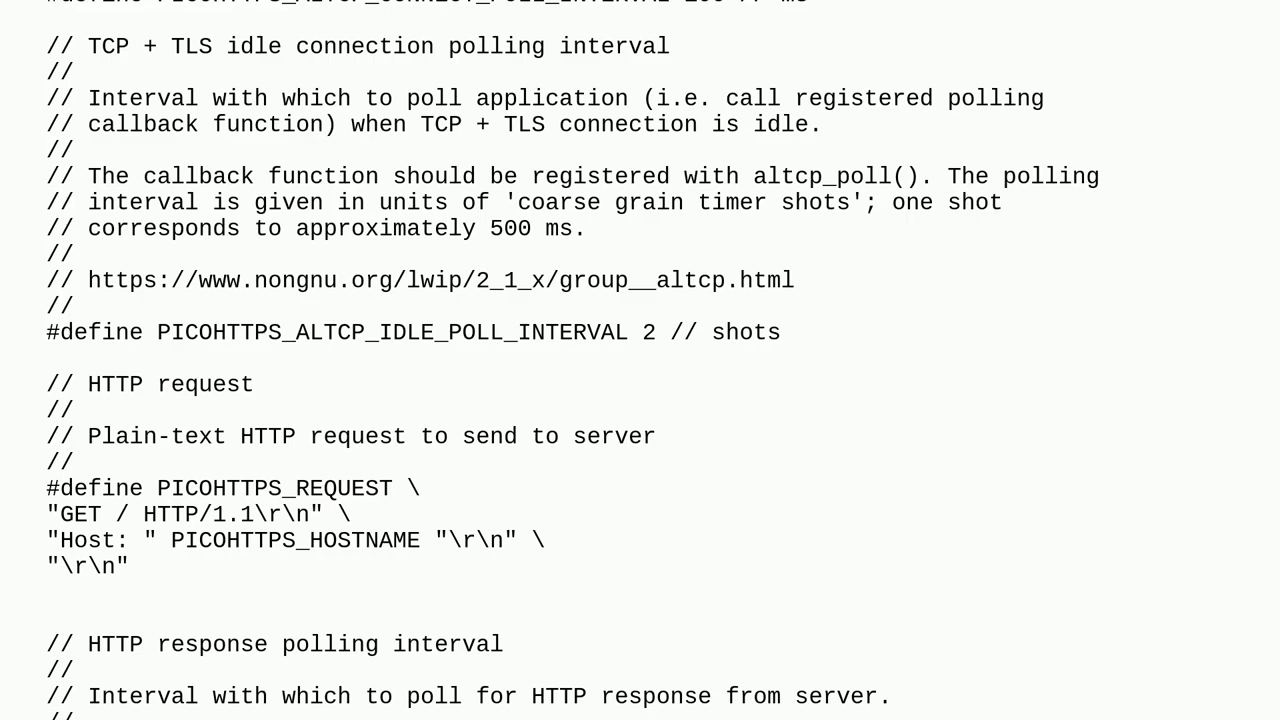 // TCP + TLS idle connection polling interval
//
// Interval with which to poll application (i.e. call registered polling
// callback function) when TCP + TLS connection is idle.
//
// The callback function should be registered with altcp_poll(). The polling
// interval is given in units of 'coarse grain timer shots'; one shot
// corresponds to approximately 500 ms.
//
// https://www.nongnu.org/lwip/2_1_x/group__altcp.html
//
#define PICOHTTPS_ALTCP_IDLE_POLL_INTERVAL 2 // shots
// HTTP request
//
// Plain-text HTTP request to send to server
//
#define PICOHTTPS_REQUEST \
"GET / HTTP/1.1\r\n" \
"Host: " PICOHTTPS_HOSTNAME "\r\n" \
"\r\n"
// HTTP response polling interval
//
// Interval with which to poll for HTTP response from server.
//